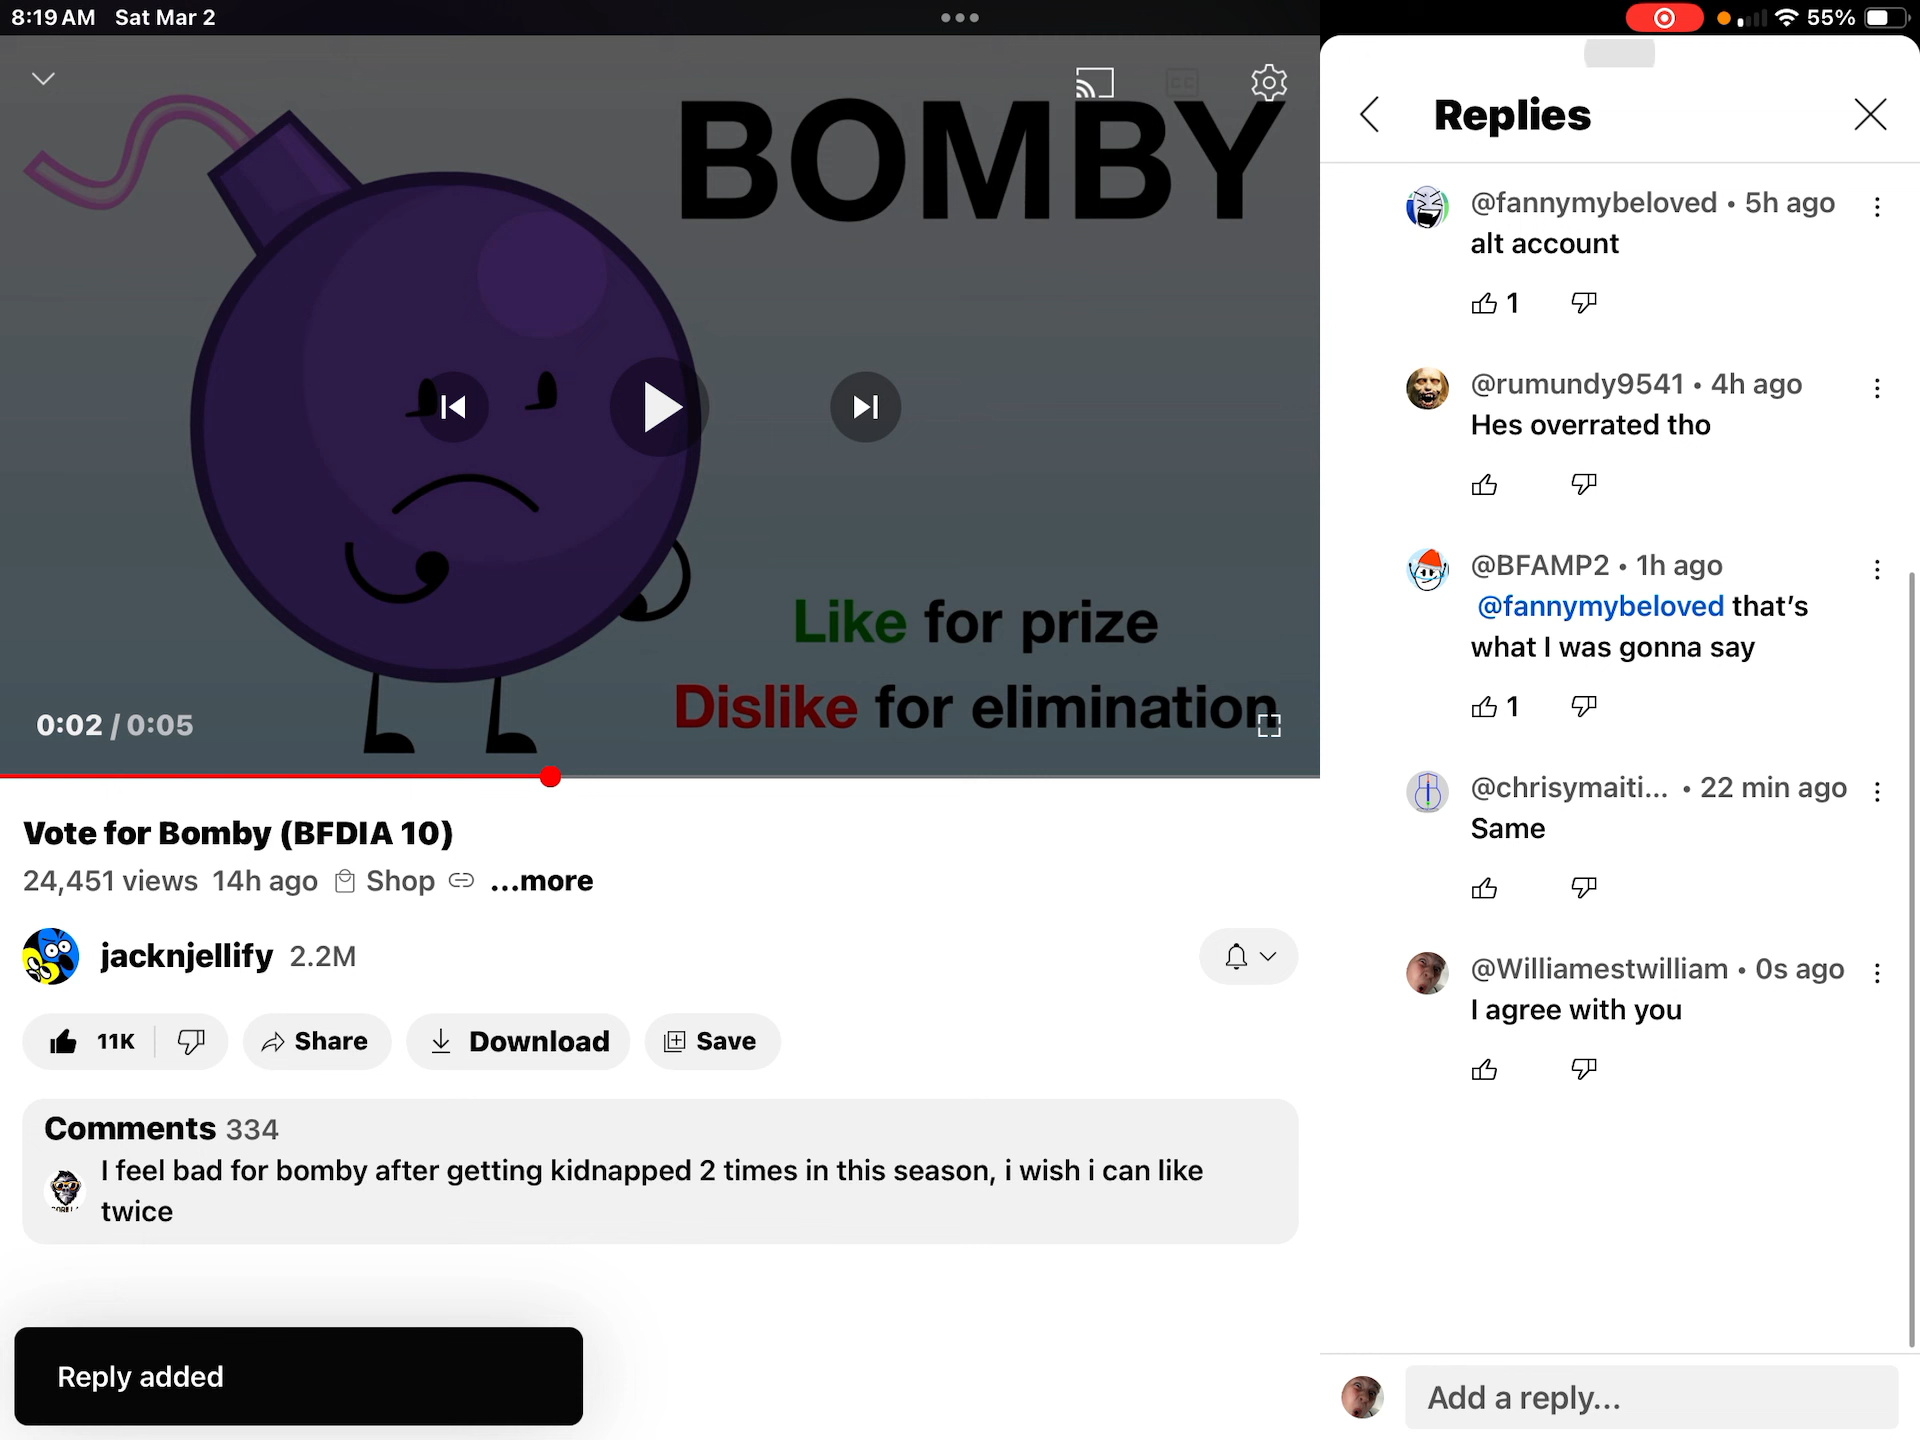 8:19 AM Sat Mar 2
55%
BOMBY
CC
Like for prize
Dislike for elimination
0:02 / 0:05
Vote for Bomby (BFDIA 10)
24,451 views 14h ago Shop ...more
jacknjellify 2.2M
11K Share Download Save
Comments 334
I feel bad for bomby after getting kidnapped 2 times in this season, i wish i can like
twice
Reply added
Replies
@fannymybeloved • 5h ago
alt account
1
@rumundy9541 • 4h ago
Hes overrated tho
@BFAMP2 • 1h ago
@fannymybeloved that's
what I was gonna say
1
@chrisymaiti... • 22 min ago
Same
@Williamestwilliam • 0s ago
I agree with you
Add a reply...